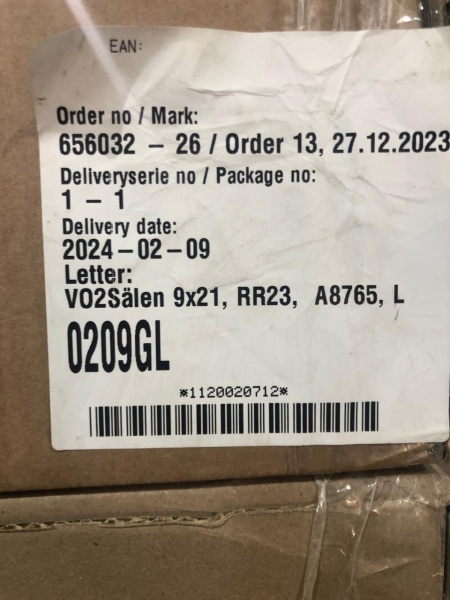 EAN:
Order no / Mark:
656032 – 26 / Order 13, 27.12.2023
Deliveryserie no / Package no:
1 – 1
Delivery date:
2024–02–09
Letter:
VO2Sälen 9x21, RR23, A8765, L
0209GL
*1120020712*